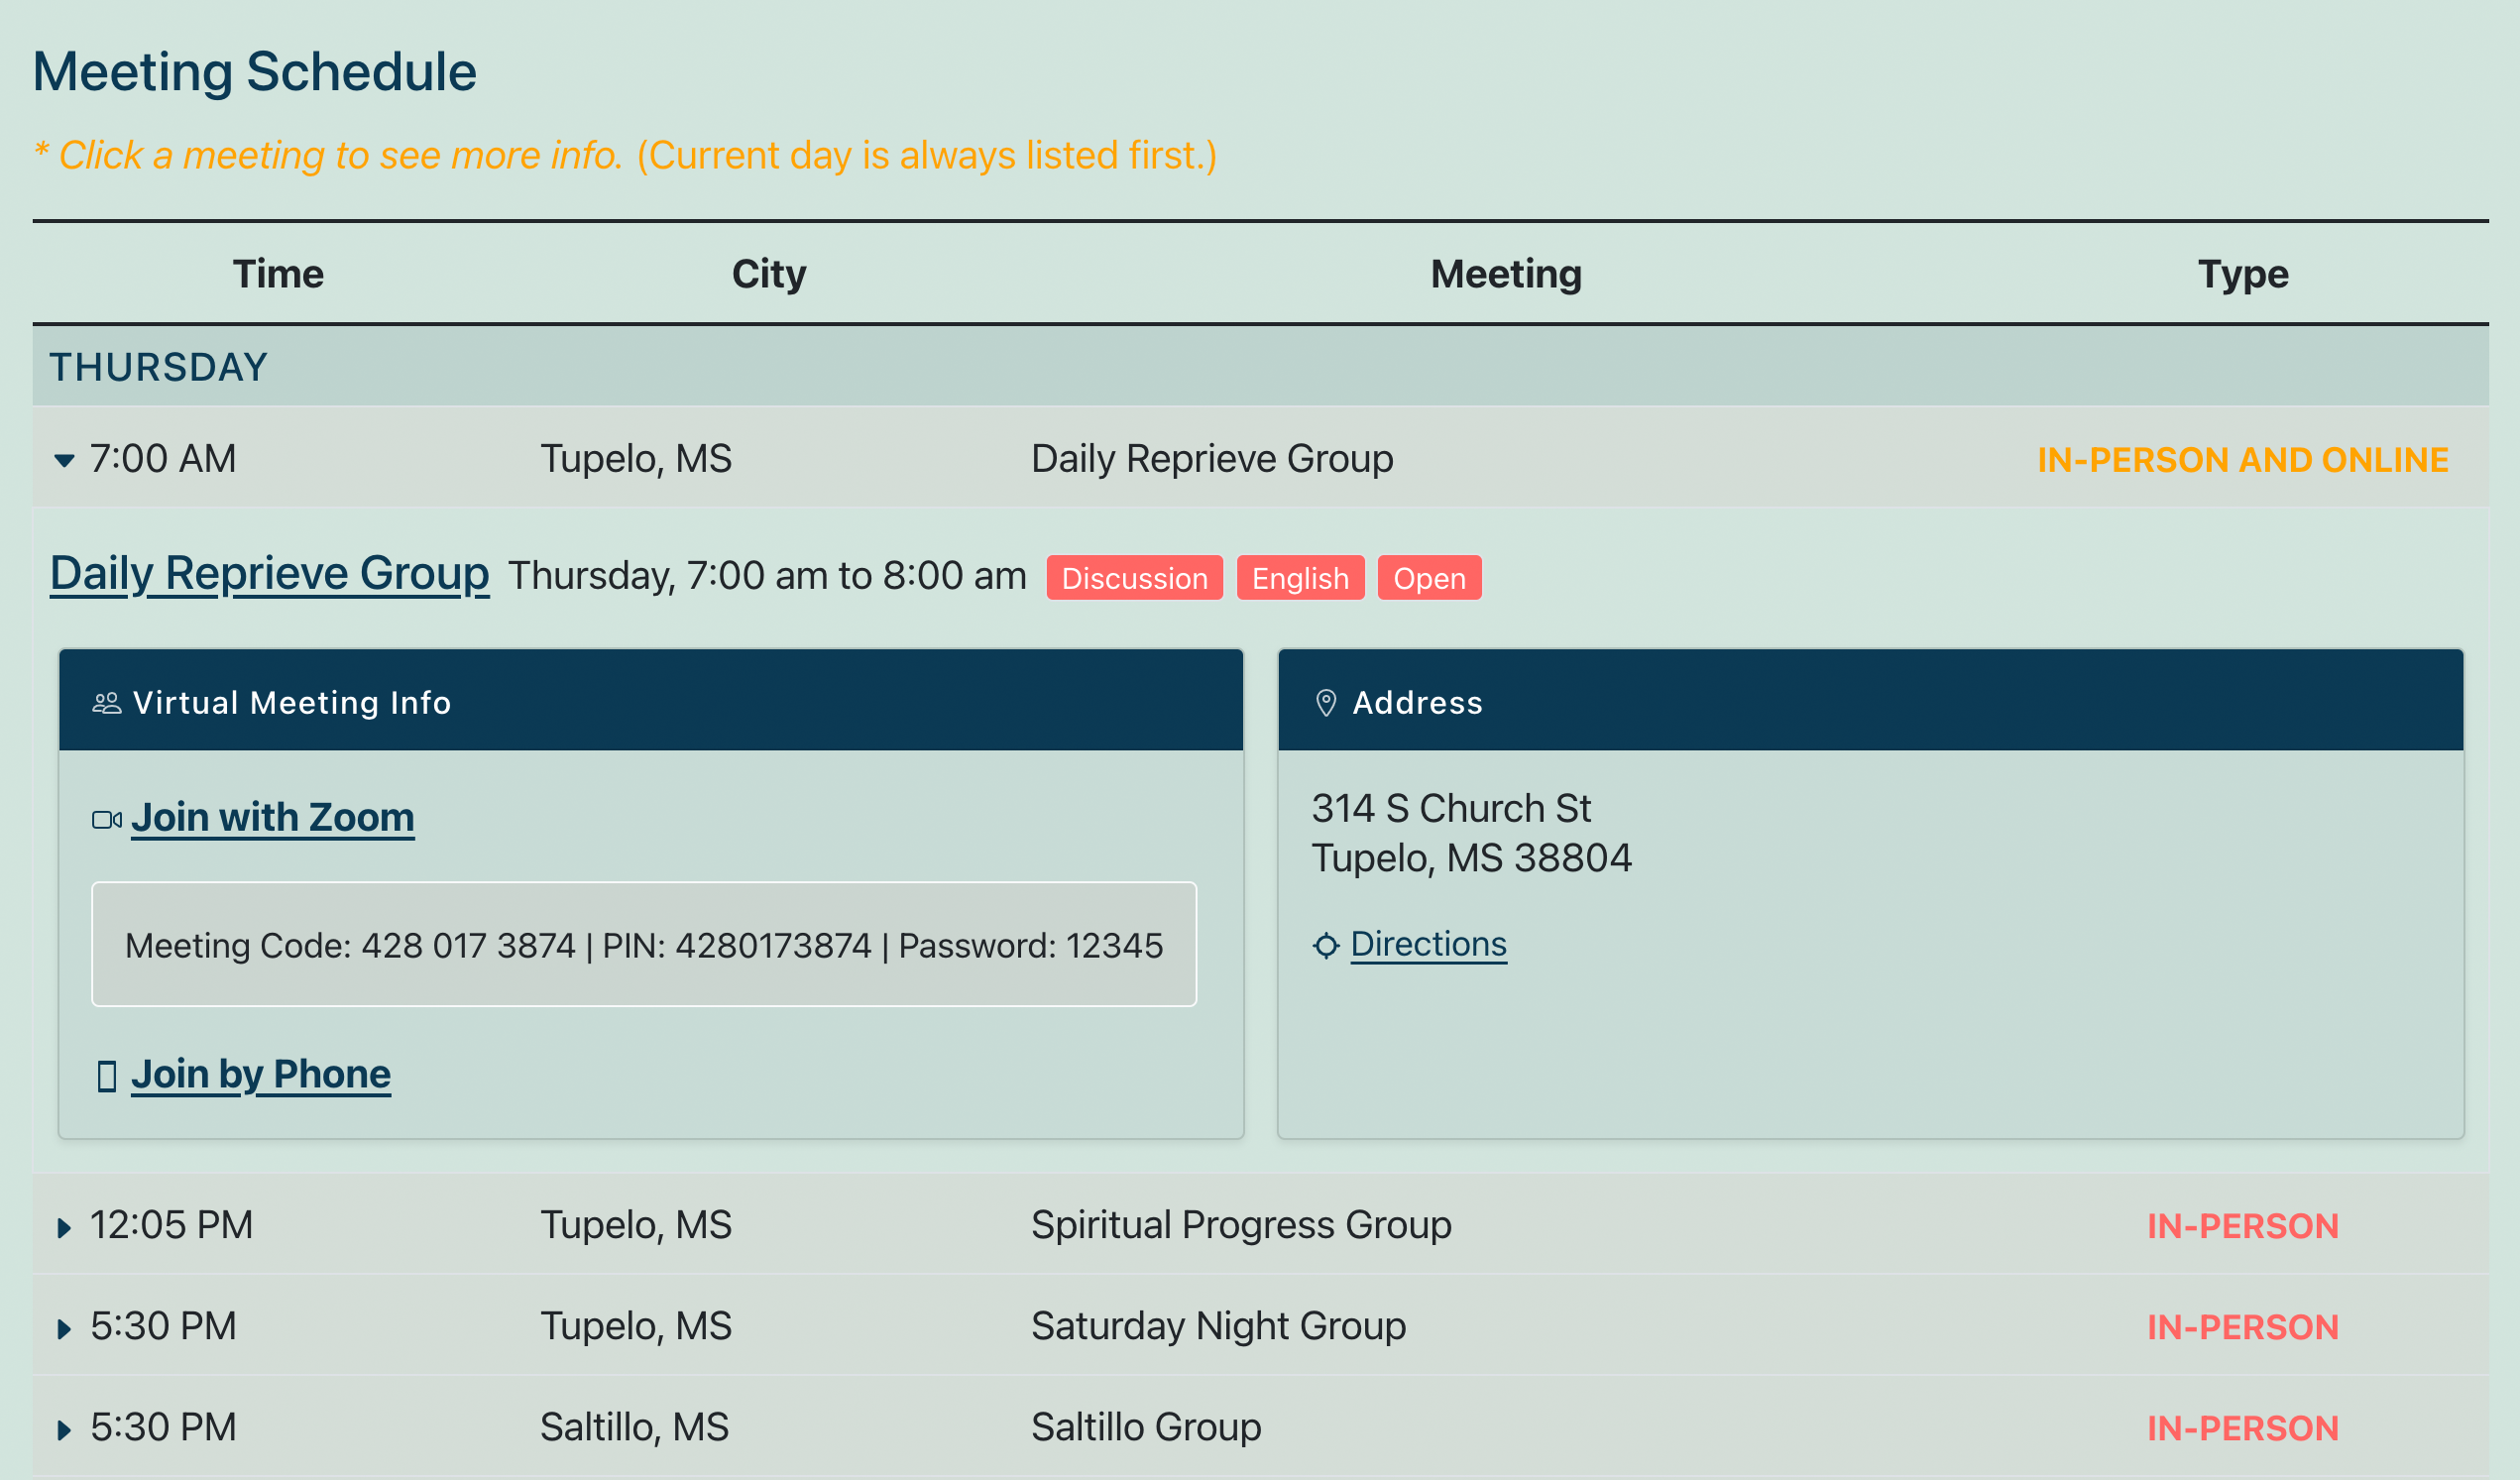 Meeting Schedule
* Click a meeting to see more info. (Current day is always listed first.)
Time City Meeting Type
THURSDAY
7:00 AM Tupelo, MS Daily Reprieve Group IN-PERSON AND ONLINE
Daily Reprieve Group Thursday, 7:00 am to 8:00 am Discussion English Open
Virtual Meeting Info
Join with Zoom
Meeting Code: 428 017 3874 | PIN: 4280173874 | Password: 12345
Join by Phone
Address
314 S Church St
Tupelo, MS 38804
Directions
12:05 PM Tupelo, MS Spiritual Progress Group IN-PERSON
5:30 PM Tupelo, MS Saturday Night Group IN-PERSON
5:30 PM Saltillo, MS Saltillo Group IN-PERSON